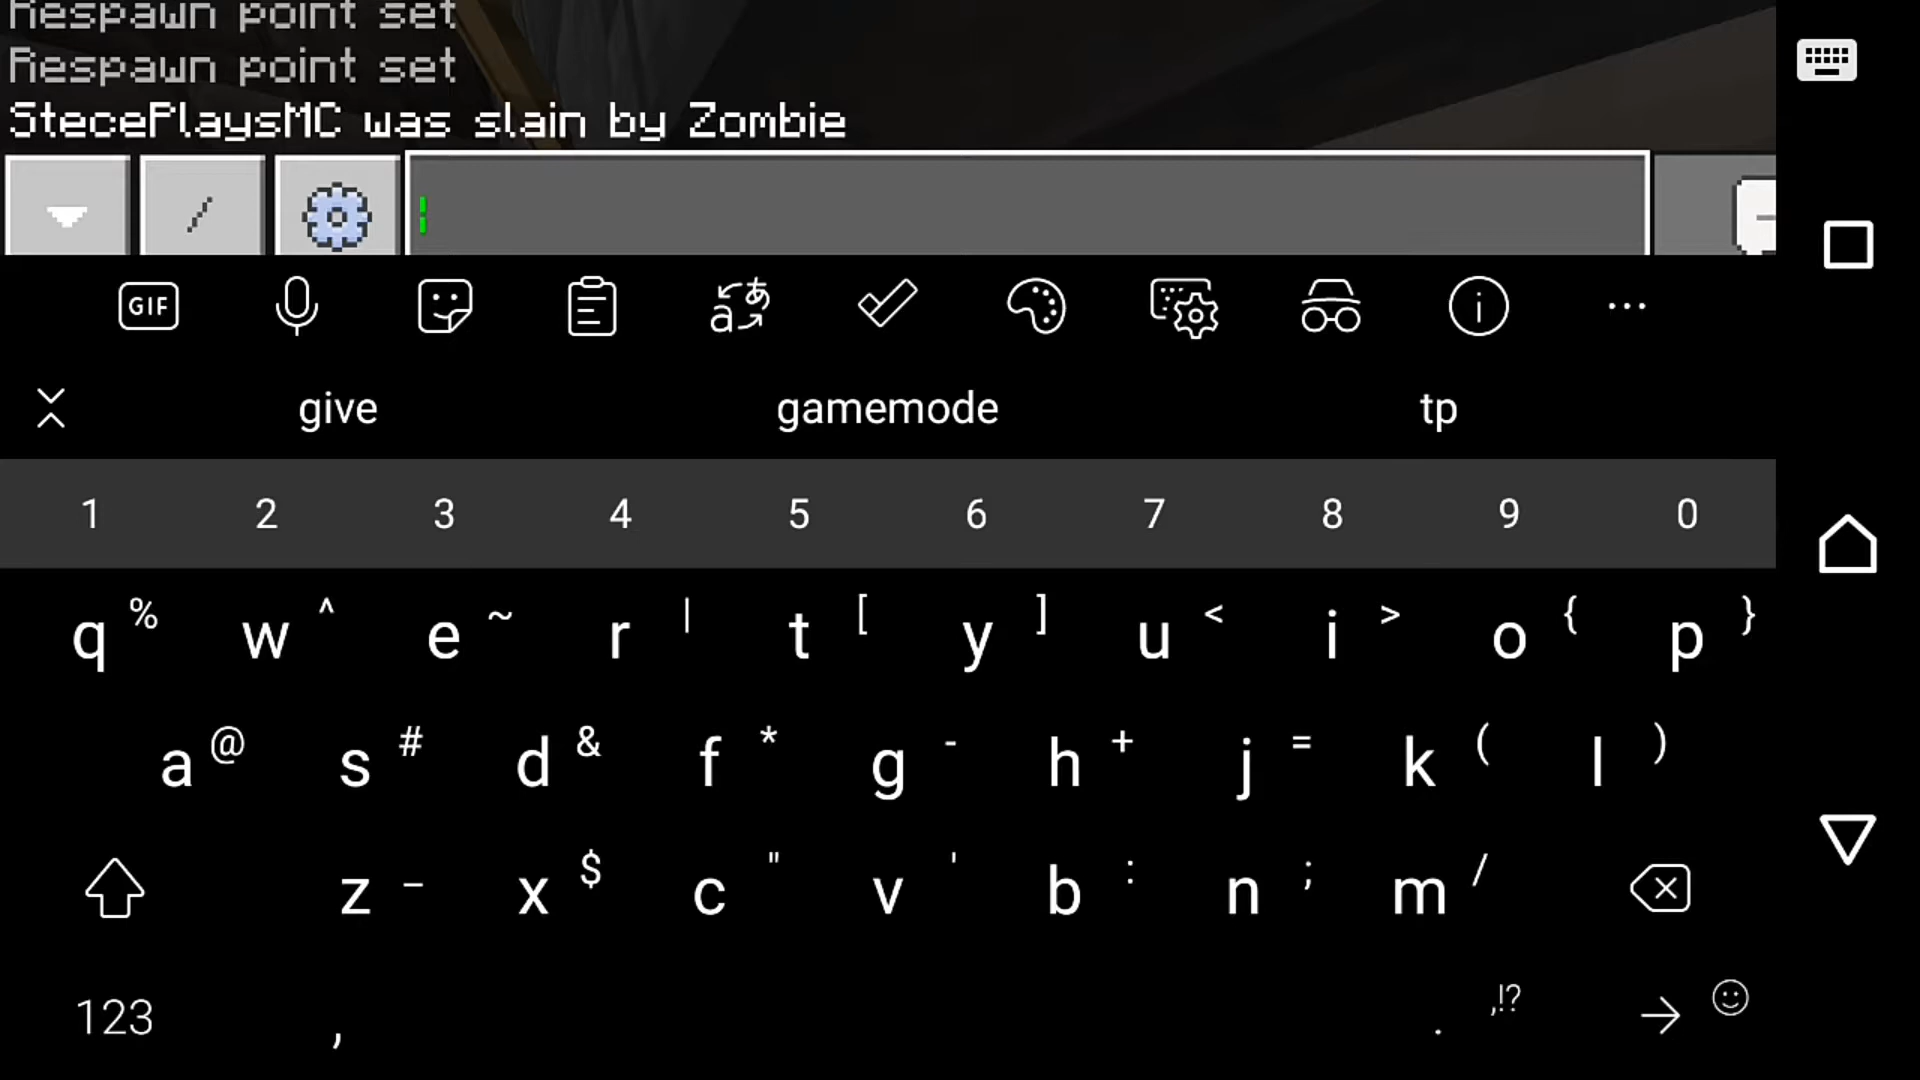 Respawn point set
Respawn point set
StecePlaysMC was slain by Zombie
/
GIF
give gamemode tp
1 2 3 4 5 6 7 8 9 0
q % w ^ e ~ r | t [ y ] u < i > o { p }
a @ s # d & f * g - h + j = k ( l )
z _ x $ c " v ' b : n ; m /
123 , . ,!?